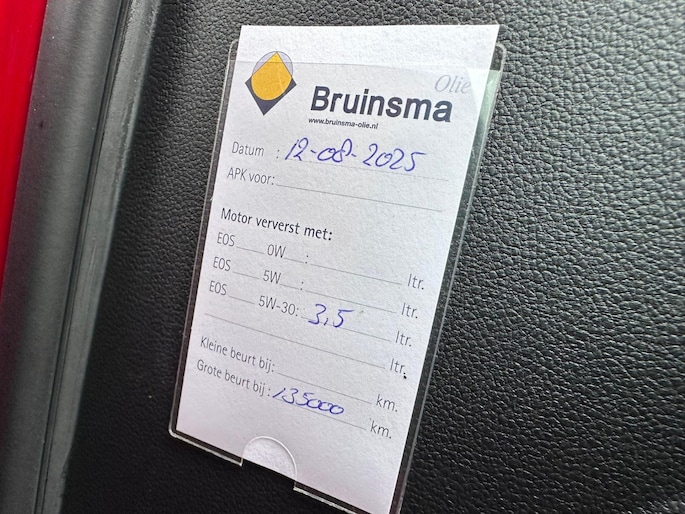 Olie
Bruinsma
www.bruinsma-olie.nl
Datum : 12-08-2025
APK voor:
Motor ververst met:
EOS 0W : ltr.
EOS 5W : ltr.
EOS 5W-30: 3,5 ltr.
ltr.
Kleine beurt bij: km.
Grote beurt bij : 135000 km.